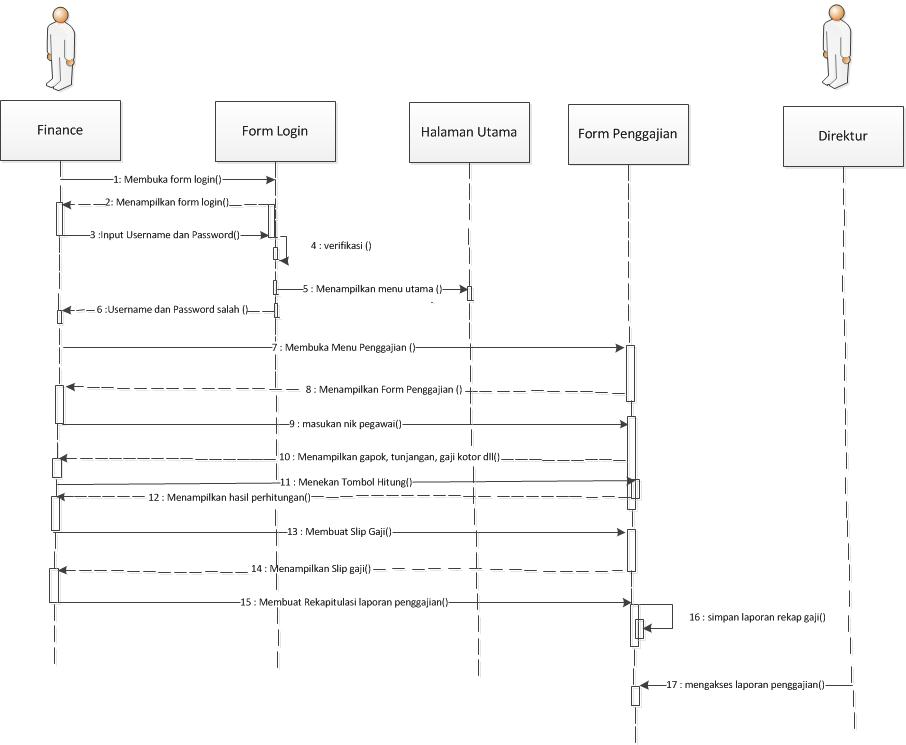 Finance
Form Login
Halaman Utama
Form Penggajian
Direktur
1: Membuka form login()
2: Menampilkan form login()
3 :Input Username dan Password()
4 : verifikasi ()
5 : Menampilkan menu utama ()
6 :Username dan Password salah ()
7 : Membuka Menu Penggajian ()
8 : Menampilkan Form Penggajian ()
9 : masukan nik pegawai()
10 : Menampilkan gapok, tunjangan, gaji kotor dll()
11 : Menekan Tombol Hitung()
12 : Menampilkan hasil perhitungan()
13 : Membuat Slip Gaji()
14 : Menampilkan Slip gaji()
15 : Membuat Rekapitulasi laporan penggajian()
16 : simpan laporan rekap gaji()
17 : mengakses laporan penggajian()